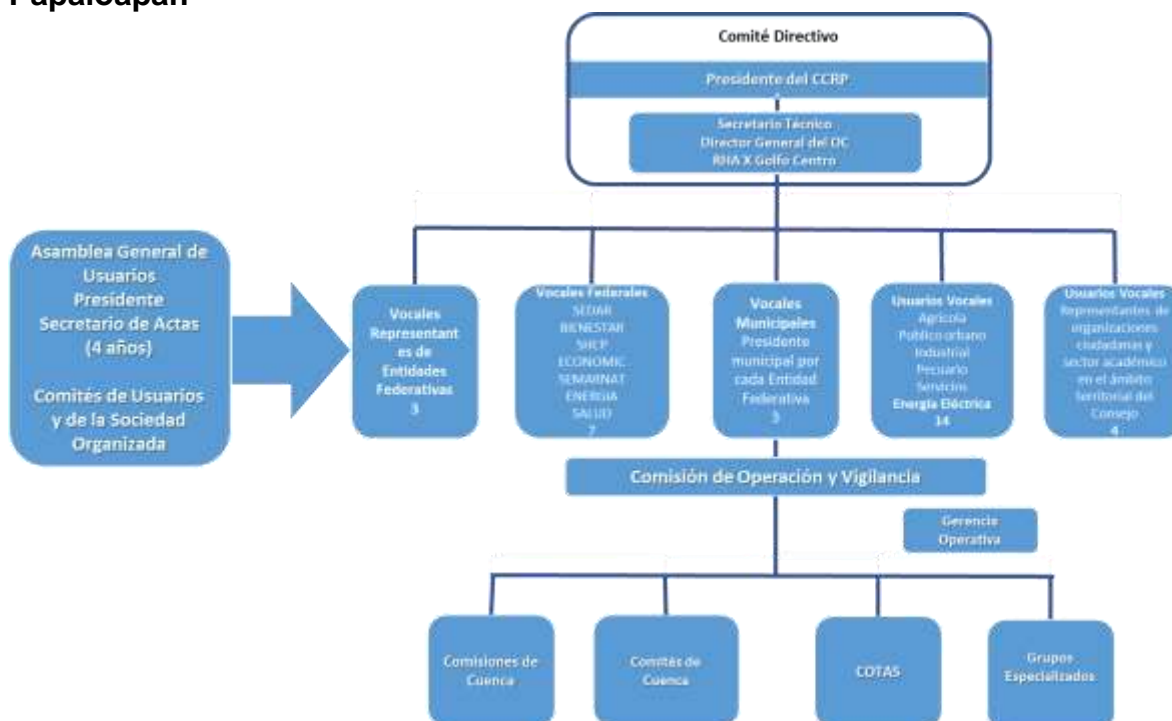 Papaloapan
Comité Directivo
Presidente del CCRP
Secretario Técnico
Director General del OC
RHA X Golfo Centro
Asamblea General de
Usuarios
Presidente
Secretario de Actas
(4 años)
Comités de Usuarios
y de la Sociedad
Organizada
Vocales
Representant
es de
Entidades
Federativas
3
Vocales Federales
SEDAR
BIENESTAR
SHCP
ECONOMIC
SEMARNAT
ENERGIA
SALUD
7
Vocales
Municipales
Presidente
municipal por
cada Entidad
Federativa
3
Usuarios Vocales
Agrícola
Publico urbano
Industrial
Pecuario
Servicios
Energía Eléctrica
14
Usuarios Vocales
Representantes de
organizaciones
ciudadanas y
sector académico
en el ámbito
territorial del
Consejo
4
Comisión de Operación y Vigilancia
Gerencia
Operativa
Comisiones de
Cuenca
Comités de
Cuenca
COTAS
Grupos
Especializados